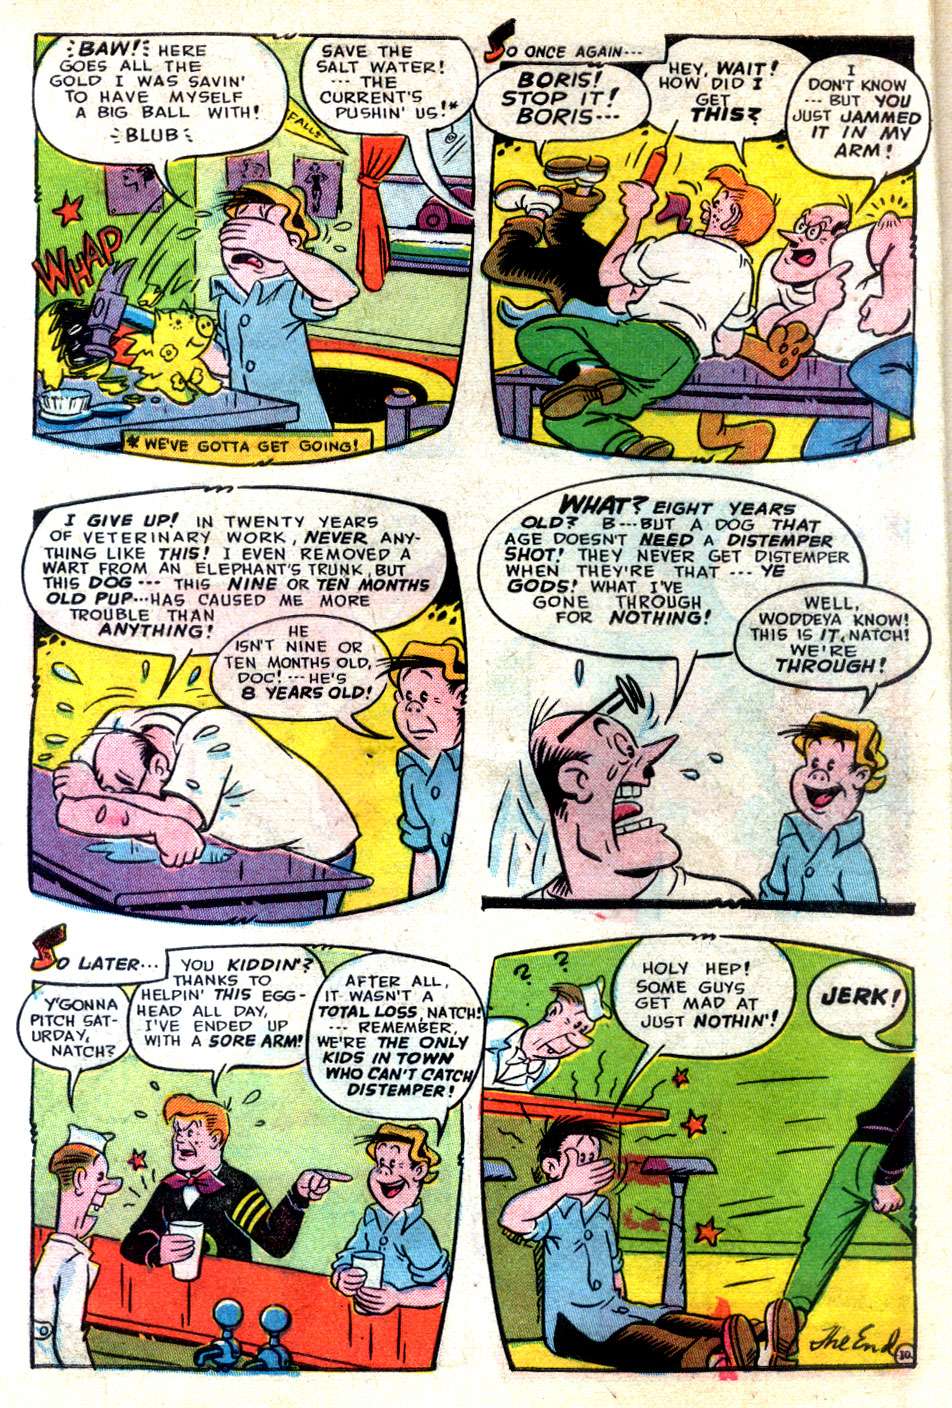 BAW! HERE
GOES ALL THE
GOLD I WAS SAVIN'
TO HAVE MYSELF
A BIG BALL WITH!
BLUB
SAVE THE
SALT WATER!
--- THE
CURRENT'S
PUSHIN' US!*
FALLS
WHAP
* WE'VE GOTTA GET GOING!
SO ONCE AGAIN---
BORIS!
STOP IT!
BORIS---
HEY, WAIT!
HOW DID I
GET
THIS?
I
DON'T KNOW
--- BUT YOU
JUST JAMMED
IT IN MY
ARM!
I GIVE UP! IN TWENTY YEARS
OF VETERINARY WORK, NEVER ANY-
THING LIKE THIS! I EVEN REMOVED A
WART FROM AN ELEPHANT'S TRUNK, BUT
THIS DOG --- THIS NINE OR TEN MONTHS
OLD PUP---HAS CAUSED ME MORE
TROUBLE THAN
ANYTHING!
HE
ISN'T NINE OR
TEN MONTHS OLD,
DOC! --- HE'S
8 YEARS OLD!
WHAT? EIGHT YEARS
OLD? B---BUT A DOG THAT
AGE DOESN'T NEED A DISTEMPER
SHOT! THEY NEVER GET DISTEMPER
WHEN THEY'RE THAT --- YE
GODS! WHAT I'VE
GONE THROUGH
FOR NOTHING!
WELL,
WODDEYA KNOW!
THIS IS IT, NATCH!
WE'RE
THROUGH!
SO LATER---
Y'GONNA
PITCH SAT-
URDAY,
NATCH?
YOU KIDDIN'?
THANKS TO
HELPIN' THIS EGG-
HEAD ALL DAY,
I'VE ENDED UP
WITH A SORE ARM!
AFTER ALL,
IT WASN'T A
TOTAL LOSS, NATCH!
--- REMEMBER,
WE'RE THE ONLY
KIDS IN TOWN
WHO CAN'T CATCH
DISTEMPER!
? ?
HOLY HEP!
SOME GUYS
GET MAD AT
JUST NOTHIN'!
JERK!
The End
10